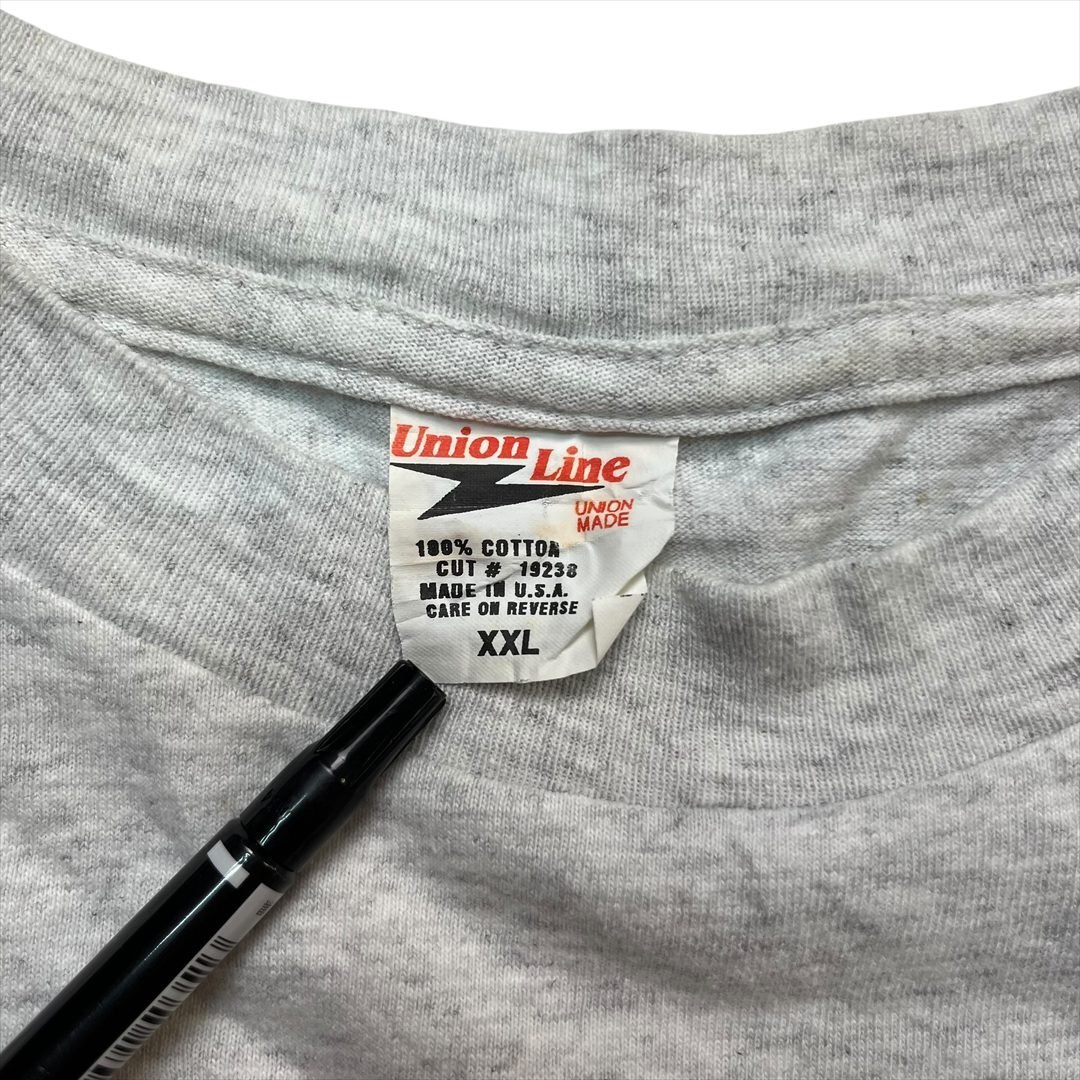 Union
Line
UNION
MADE
100% COTTON
CUT # 19238
MADE IN U.S.A.
CARE ON REVERSE
XXL